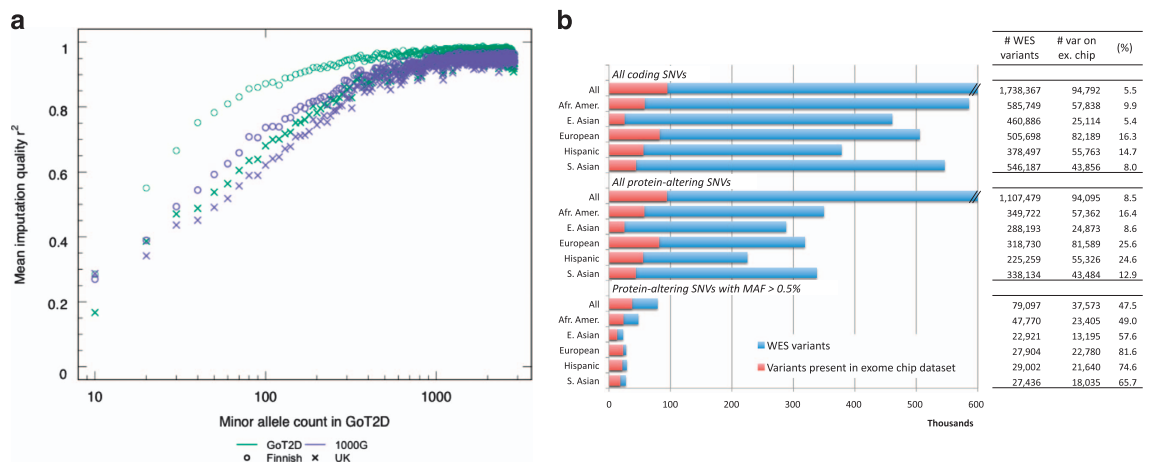 a
1
0.8
0.6
0.4
0.2
0
Mean imputation quality r2
10
100
1000
Minor allele count in GoT2D
GoT2D 1000G
Finnish UK
b
# WES variants # var on ex. chip (%)
All coding SNVs
All 1,738,367 94,792 5.5
Afr. Amer. 585,749 57,838 9.9
E. Asian 460,886 25,114 5.4
European 505,698 82,189 16.3
Hispanic 378,497 55,763 14.7
S. Asian 546,187 43,856 8.0
All protein-altering SNVs
All 1,107,479 94,095 8.5
Afr. Amer. 349,722 57,362 16.4
E. Asian 288,193 24,873 8.6
European 318,730 81,589 25.6
Hispanic 225,259 55,326 24.6
S. Asian 338,134 43,484 12.9
Protein-altering SNVs with MAF > 0.5%
All 79,097 37,573 47.5
Afr. Amer. 47,770 23,405 49.0
E. Asian 22,921 13,195 57.6
European 27,904 22,780 81.6
Hispanic 29,002 21,640 74.6
S. Asian 27,436 18,035 65.7
WES variants
Variants present in exome chip dataset
0 100 200 300 400 500 600
Thousands